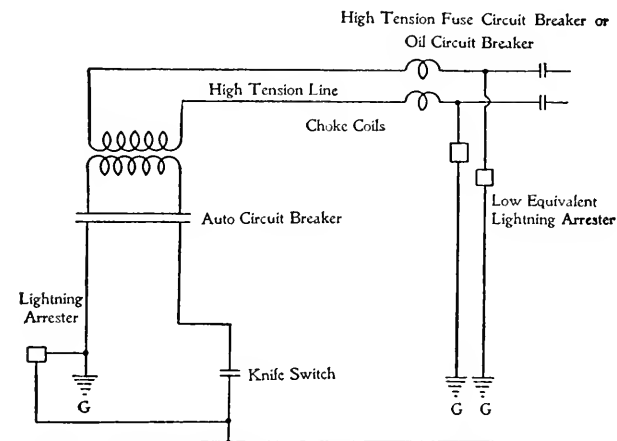 High Tension Fuse Circuit Breaker or
Oil Circuit Breaker
High Tension Line
Choke Coils
Auto Circuit Breaker
Low Equivalent
Lightning Arrester
Lightning
Arrester
Knife Switch
G
G
G